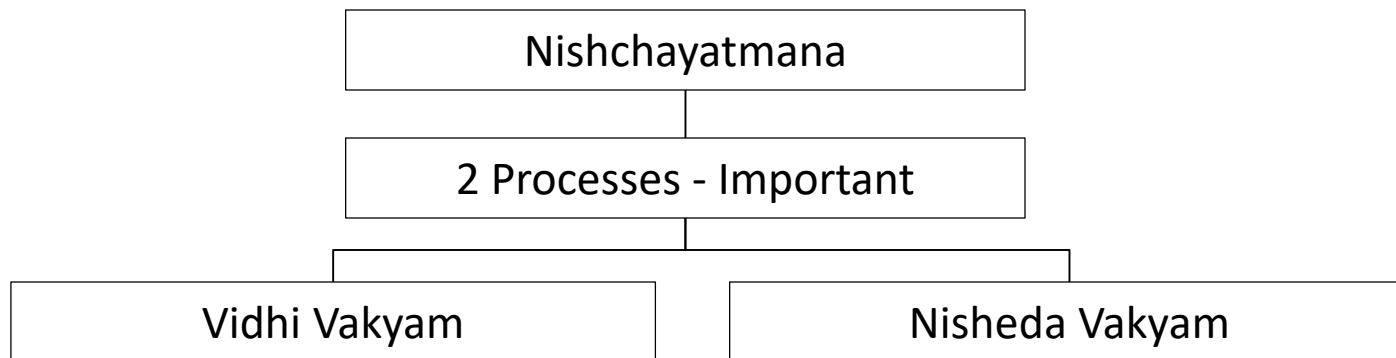 Nishchayatmana
2 Processes - Important
Vidhi Vakyam
Nisheda Vakyam